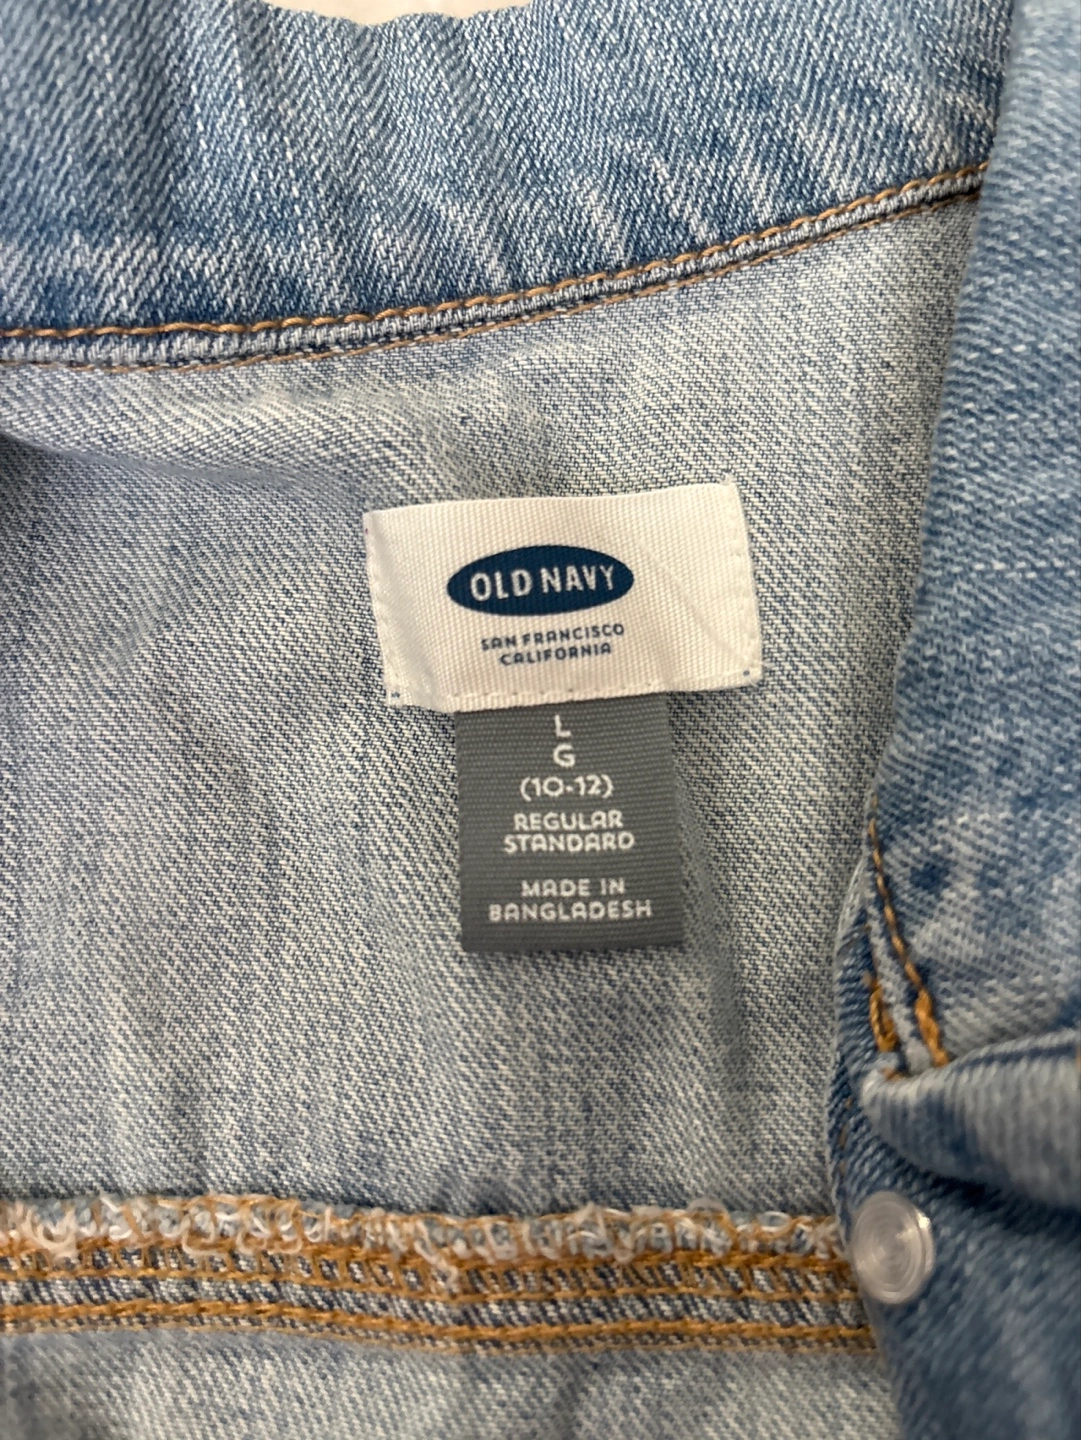 OLD NAVY
SAN FRANCISCO
CALIFORNIA
L
G
(10-12)
REGULAR
STANDARD
MADE IN
BANGLADESH